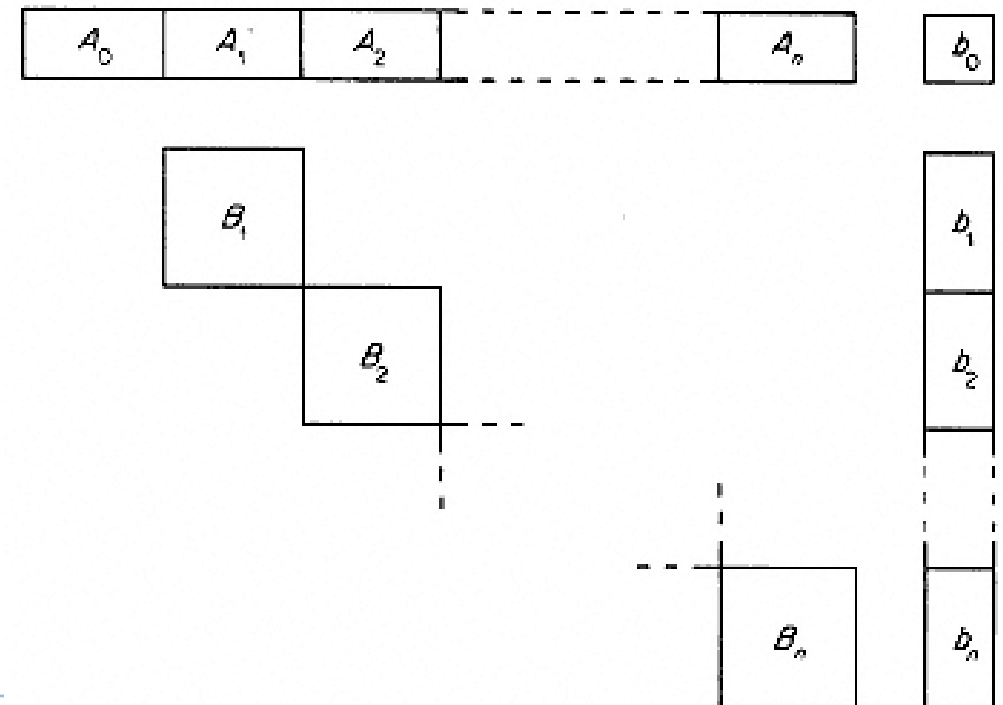 A₀ A₁ A₂ Aₙ b₀
B₁ b₁
B₂ b₂
Bₙ bₙ